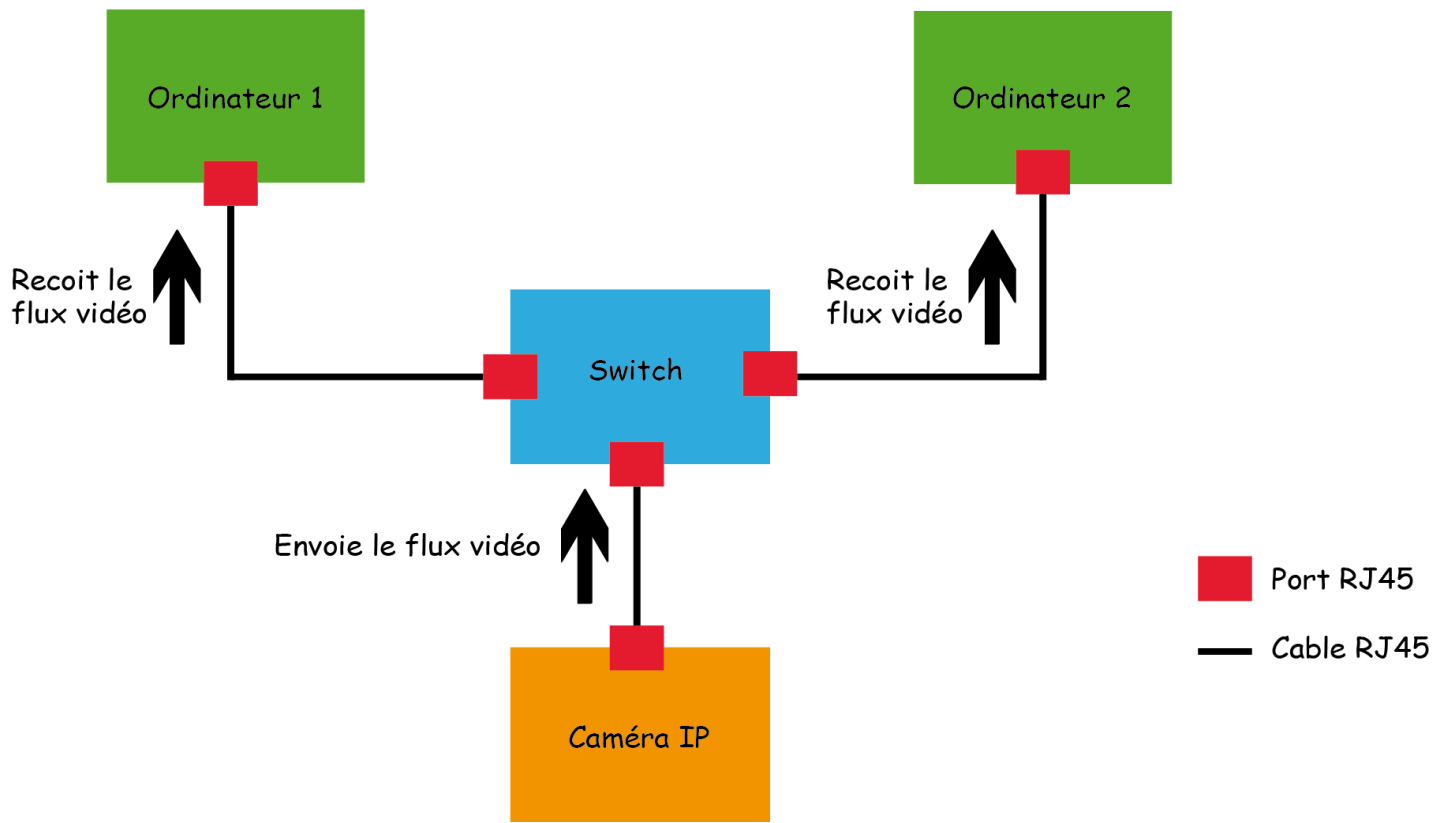 Ordinateur 1
Ordinateur 2
Recoit le
flux vidéo
Recoit le
flux vidéo
Switch
Envoie le flux vidéo
Port RJ45
Cable RJ45
Caméra IP